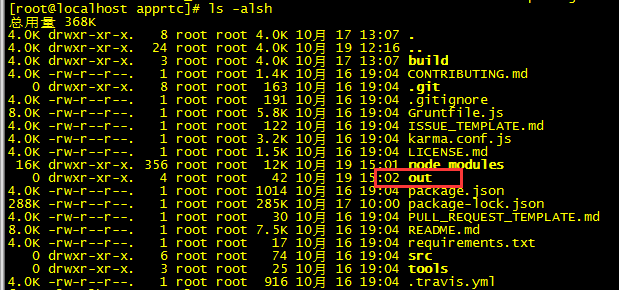 [root@localhost apprtc]# ls -alsh
总用量 368K
4.0K drwxr-xr-x. 8 root root 4.0K 10月 17 13:07 .
4.0K drwxr-xr-x. 24 root root 4.0K 10月 19 12:16 ..
4.0K drwxr-xr-x. 3 root root 4.0K 10月 17 13:07 build
4.0K -rw-r--r--. 1 root root 1.4K 10月 16 19:04 CONTRIBUTING.md
0 drwxr-xr-x. 8 root root 163 10月 16 19:04 .git
4.0K -rw-r--r--. 1 root root 191 10月 16 19:04 .gitignore
8.0K -rw-r--r--. 1 root root 5.8K 10月 16 19:04 Gruntfile.js
4.0K -rw-r--r--. 1 root root 122 10月 16 19:04 ISSUE_TEMPLATE.md
4.0K -rw-r--r--. 1 root root 3.2K 10月 16 19:04 karma.conf.js
4.0K -rw-r--r--. 1 root root 1.5K 10月 16 19:04 LICENSE.md
16K drwxr-xr-x. 356 root root 12K 10月 19 15:01 node_modules
0 drwxr-xr-x. 4 root root 42 10月 19 15:02 out
4.0K -rw-r--r--. 1 root root 1014 10月 16 19:04 package.json
288K -rw-r--r--. 1 root root 285K 10月 17 10:00 package-lock.json
4.0K -rw-r--r--. 1 root root 30 10月 16 19:04 PULL_REQUEST_TEMPLATE.md
8.0K -rw-r--r--. 1 root root 7.5K 10月 16 19:04 README.md
4.0K -rw-r--r--. 1 root root 17 10月 16 19:04 requirements.txt
0 drwxr-xr-x. 6 root root 74 10月 16 19:04 src
0 drwxr-xr-x. 3 root root 25 10月 16 19:04 tools
4.0K -rw-r--r--. 1 root root 916 10月 16 19:04 .travis.yml